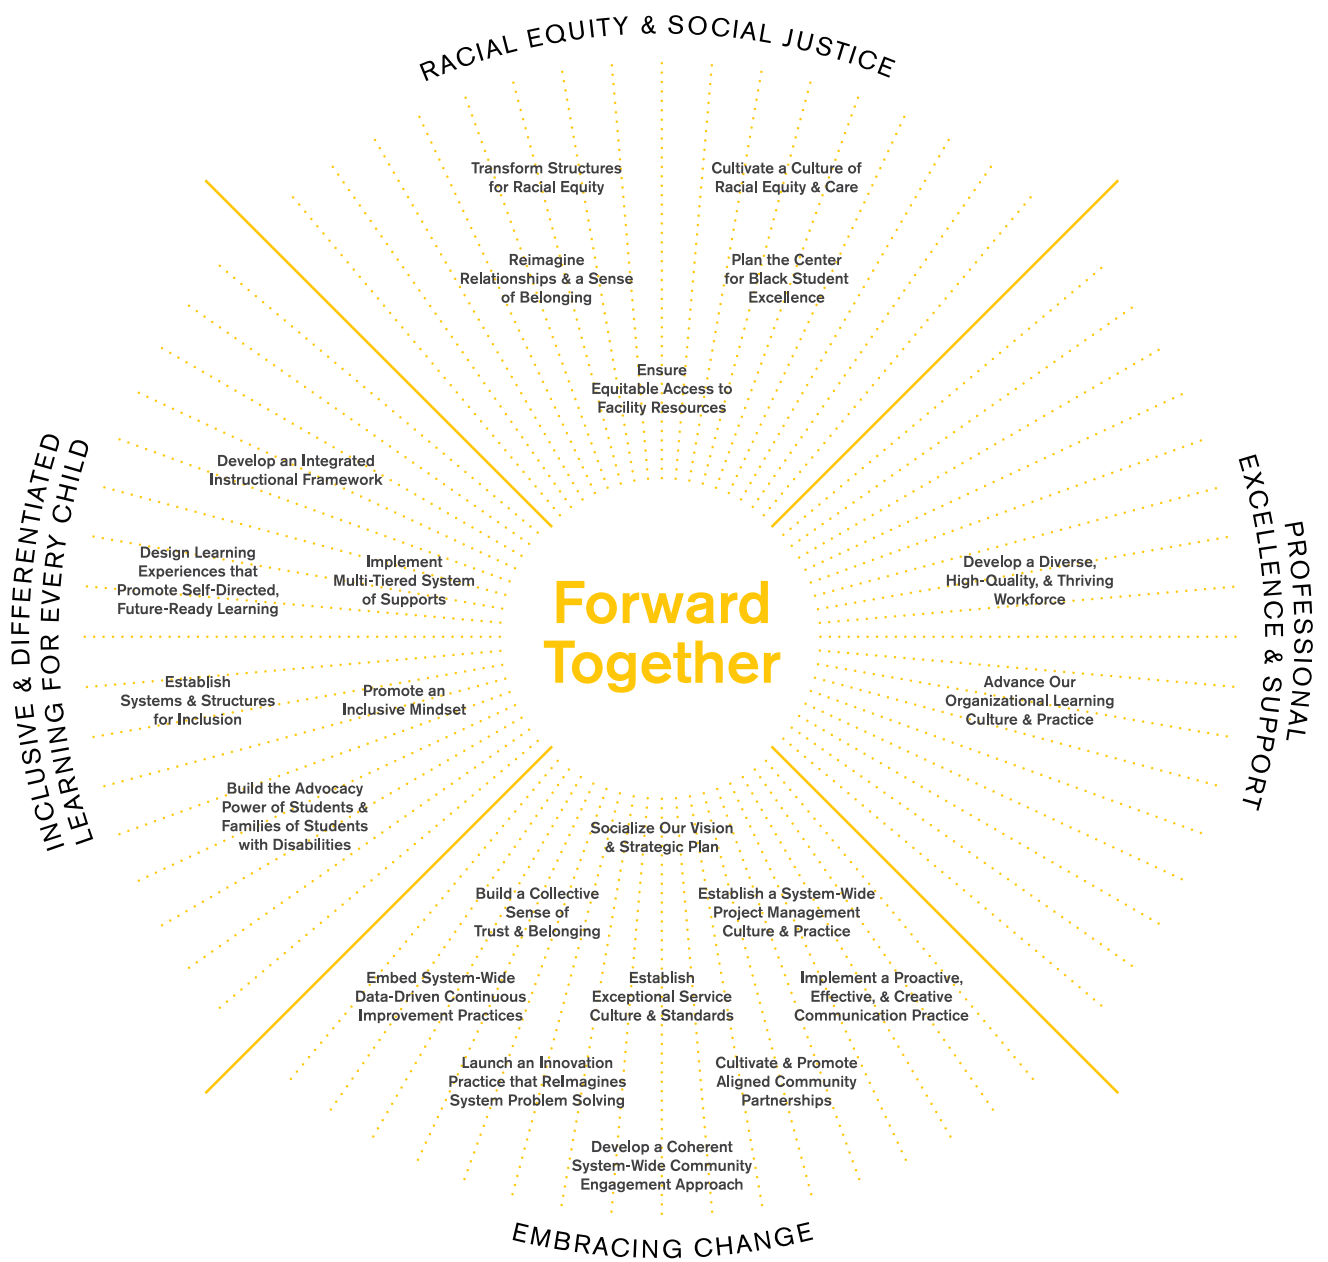 RACIAL EQUITY & SOCIAL JUSTICE
Transform Structures
for Racial Equity
Cultivate a Culture of
Racial Equity & Care
Reimagine
Relationships & a Sense
of Belonging
Plan the Center
for Black Student
Excellence
Ensure
Equitable Access to
Facility Resources
INCLUSIVE & DIFFERENTIATED
LEARNING FOR EVERY CHILD
Develop an Integrated
Instructional Framework
Design Learning
Experiences that
Promote Self-Directed,
Future-Ready Learning
Implement
Multi-Tiered System
of Supports
Establish
Systems & Structures
for Inclusion
Promote an
Inclusive Mindset
Build the Advocacy
Power of Students &
Families of Students
with Disabilities
Forward
Together
PROFESSIONAL
EXCELLENCE & SUPPORT
Develop a Diverse,
High-Quality, & Thriving
Workforce
Advance Our
Organizational Learning
Culture & Practice
Socialize Our Vision
& Strategic Plan
Build a Collective
Sense of
Trust & Belonging
Establish a System-Wide
Project Management
Culture & Practice
Embed System-Wide
Data-Driven Continuous
Improvement Practices
Establish
Exceptional Service
Culture & Standards
Implement a Proactive,
Effective, & Creative
Communication Practice
Launch an Innovation
Practice that ReImagines
System Problem Solving
Cultivate & Promote
Aligned Community
Partnerships
Develop a Coherent
System-Wide Community
Engagement Approach
EMBRACING CHANGE